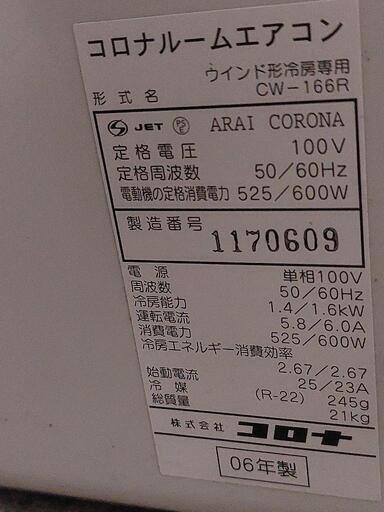 コロナルームエアコン
ウインド形冷房専用
形式名 CW-166R
JET PS E ARAI CORONA
定格電圧 100V
定格周波数 50/60Hz
電動機の定格消費電力 525/600W
製造番号 1170609
電源 単相100V
周波数 50/60Hz
冷房能力 1.4/1.6kW
運転電流 5.8/6.0A
消費電力 525/600W
冷房エネルギー消費効率
2.67/2.67
始動電流 25/23A
冷媒 (R-22) 245g
総質量 21kg
株式会社 コロナ
06年製